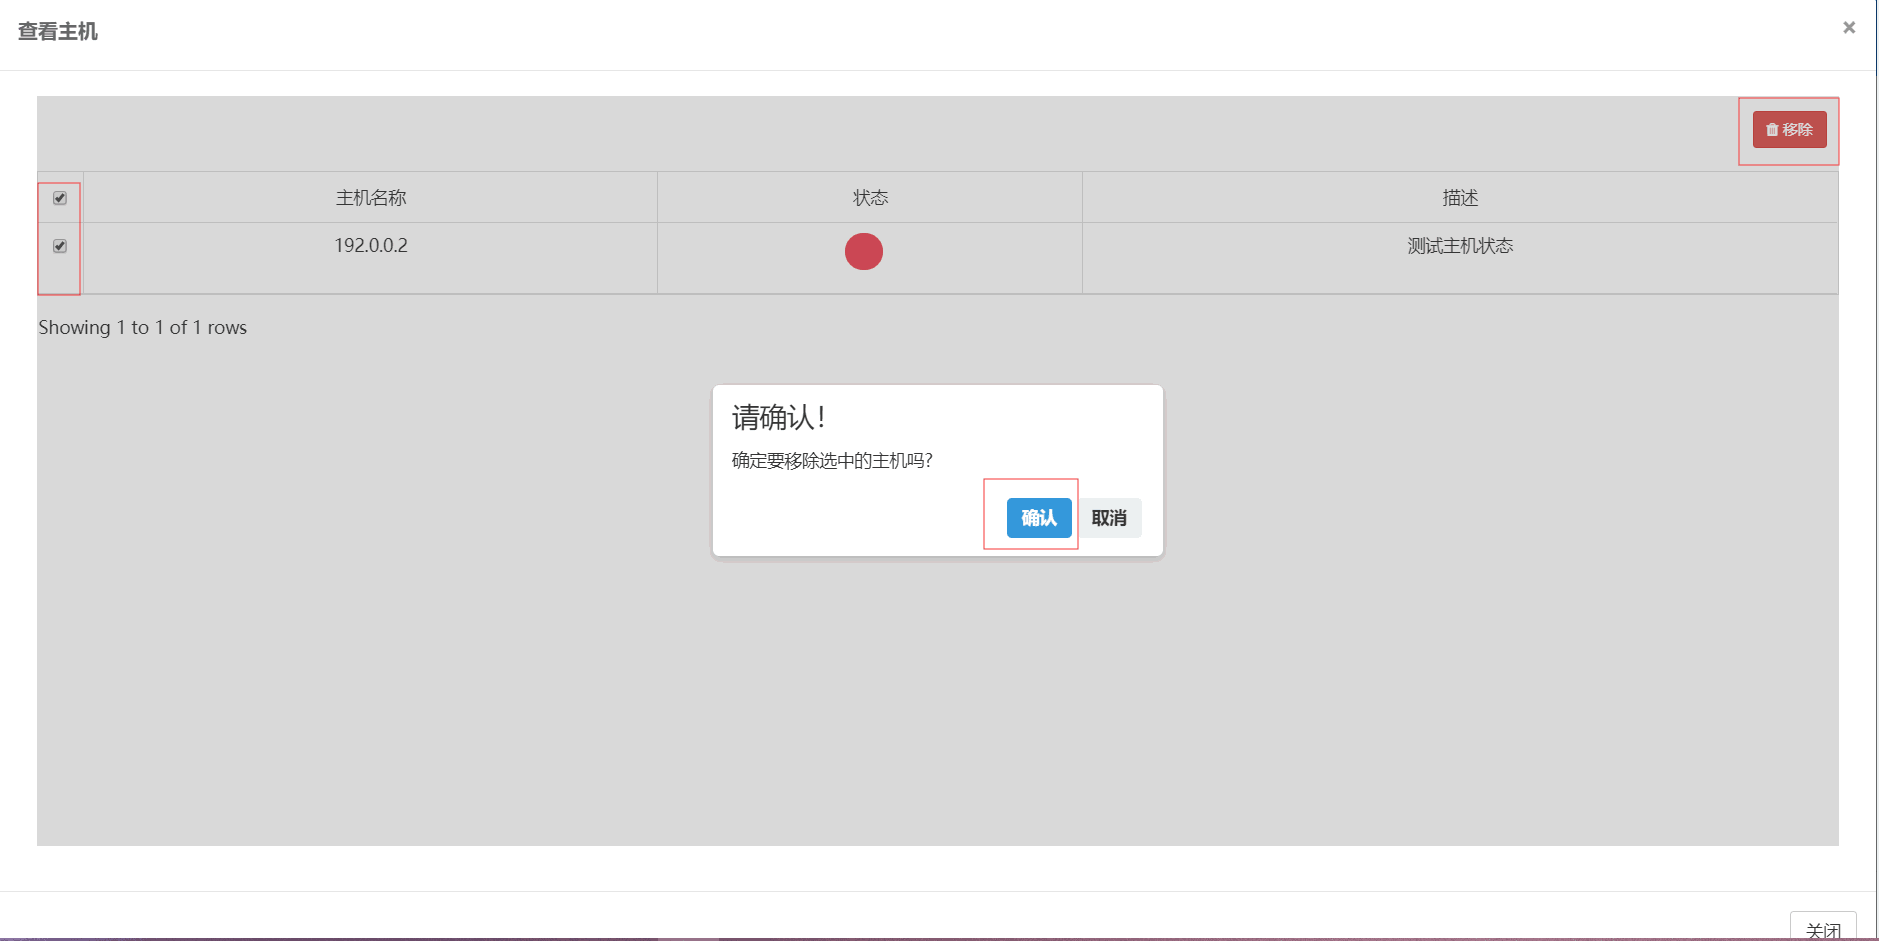 查看主机
×
移除
主机名称 状态 描述
192.0.0.2 测试主机状态
Showing 1 to 1 of 1 rows
请确认!
确定要移除选中的主机吗?
确认 取消
关闭